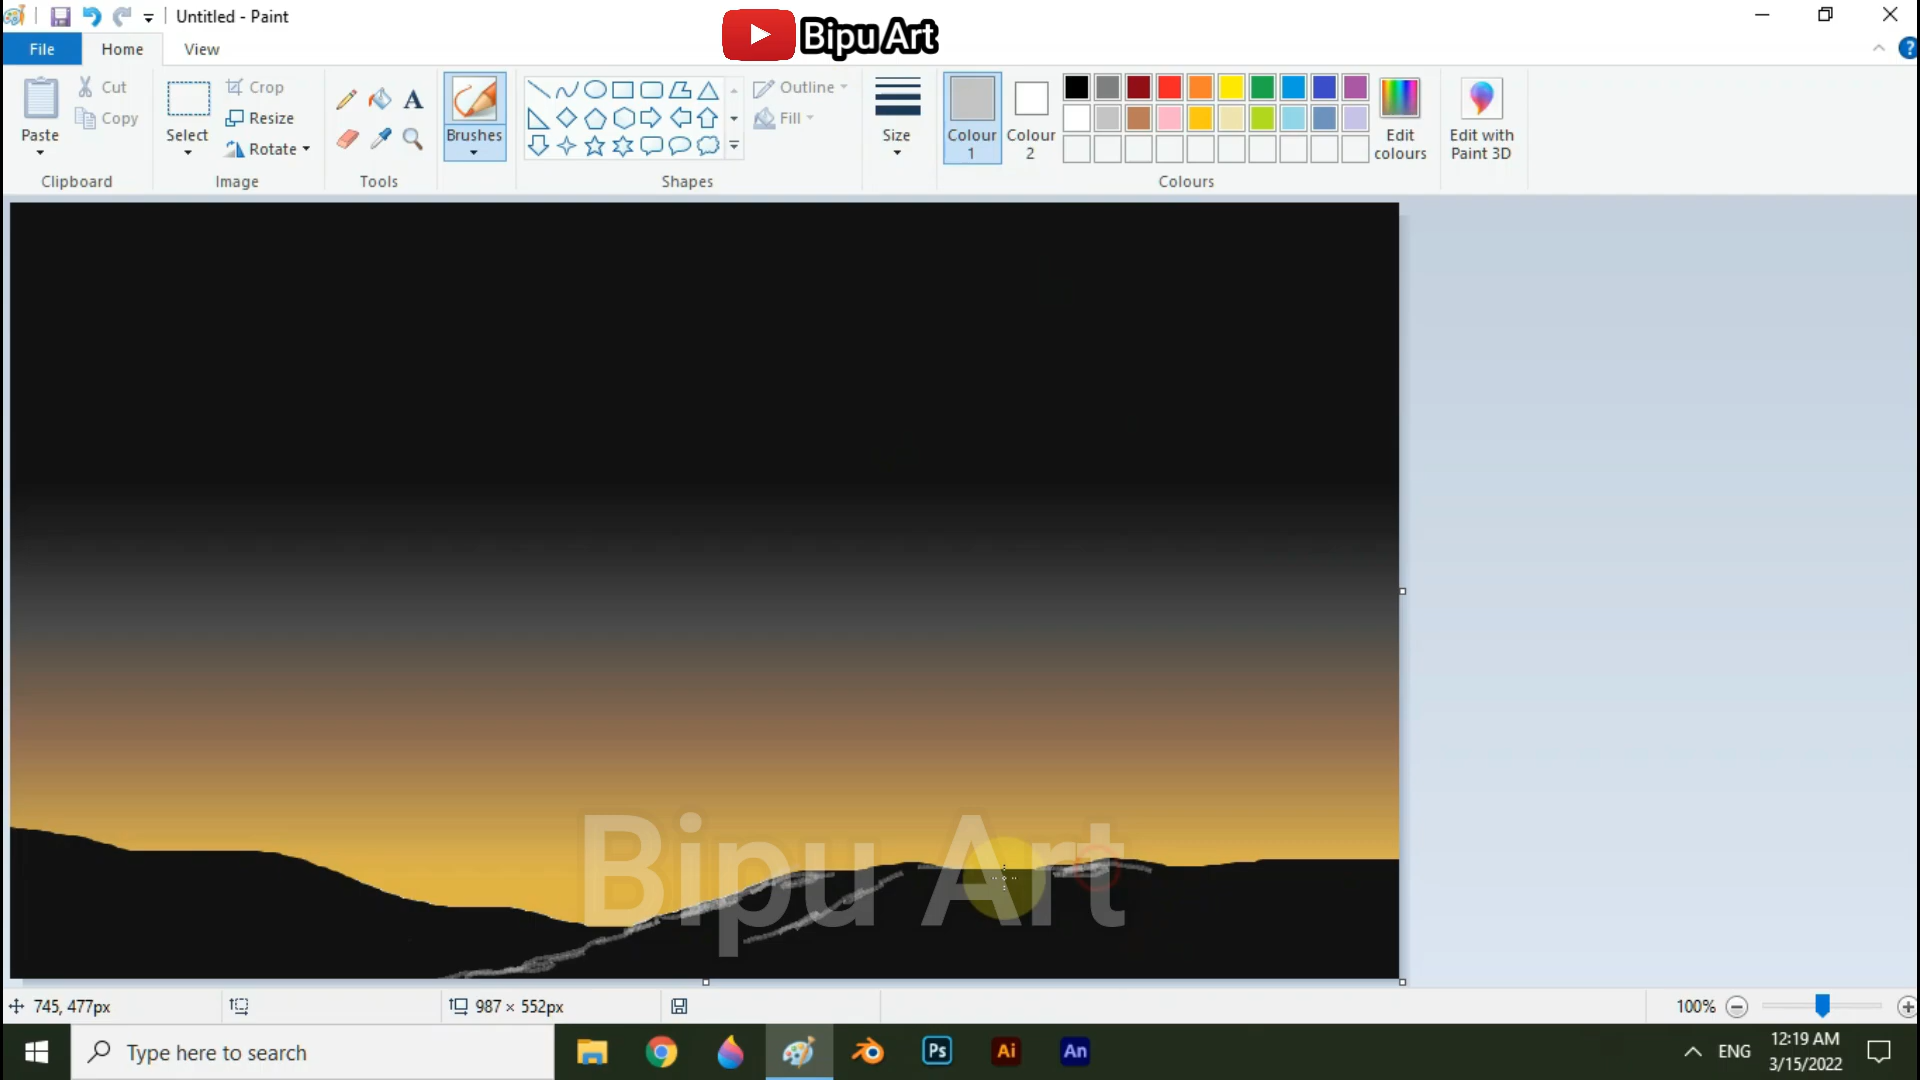 Untitled - Paint
Bipu Art
File
Home
View
Paste
Cut
Copy
Clipboard
Select
Crop
Resize
Rotate
Image
A
Tools
Brushes
Shapes
Outline
Fill
Size
Colour
1
Colour
2
Edit
colours
Colours
Edit with
Paint 3D
?
Bipu Art
745, 477px
987 × 552px
100%
Type here to search
Ps
Ai
An
ENG
12:19 AM
3/15/2022